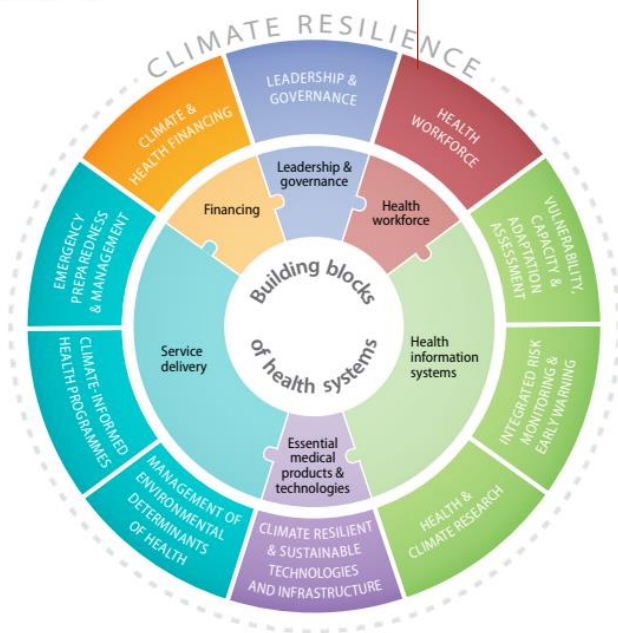 CLIMATE RESILIENCE
LEADERSHIP &
GOVERNANCE
HEALTH
WORKFORCE
VULNERABILITY,
CAPACITY &
ADAPTATION
ASSESSMENT
INTEGRATED RISK
MONITORING &
EARLY WARNING
HEALTH &
CLIMATE RESEARCH
CLIMATE RESILIENT
& SUSTAINABLE
TECHNOLOGIES
AND INFRASTRUCTURE
MANAGEMENT OF
ENVIRONMENTAL
DETERMINANTS
OF HEALTH
CLIMATE-INFORMED
HEALTH PROGRAMMES
EMERGENCY
PREPAREDNESS
& MANAGEMENT
CLIMATE &
HEALTH FINANCING
Leadership &
governance
Health
workforce
Health
information
systems
Essential
medical
products &
technologies
Service
delivery
Financing
Building blocks
of health systems